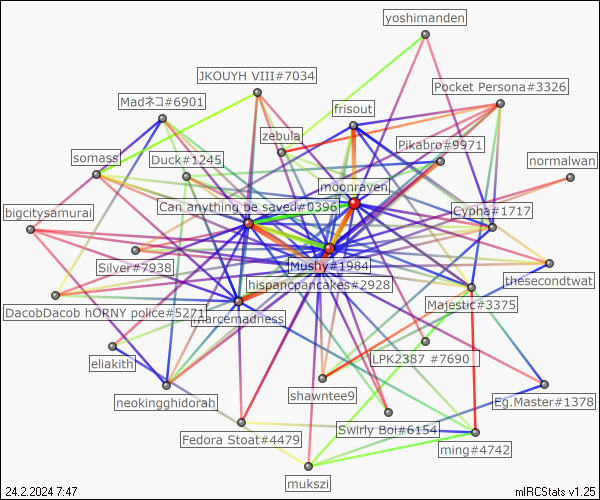 yoshimanden
JKOUYH VIII#7034
Pocket Persona#3326
Madネコ#6901
frisout
zebula
Pikabro#9971
somass
Duck#1245
normalwan
moonraven
Can anything be saved#0396
Cypha#1717
bigcitysamurai
Silver#7938
Mushy#1984
thesecondtwat
hispancpancakes#2928
Majestic#3375
DacobDacob hORNY police#5271
marcemadness
LPK2387 #7690
eliakith
shawntee9
neokingghidorah
Eg.Master#1378
Swirly Boi#6154
Fedora Stoat#4479
ming#4742
mukszi
24.2.2024 7:47
mIRCStats v1.25